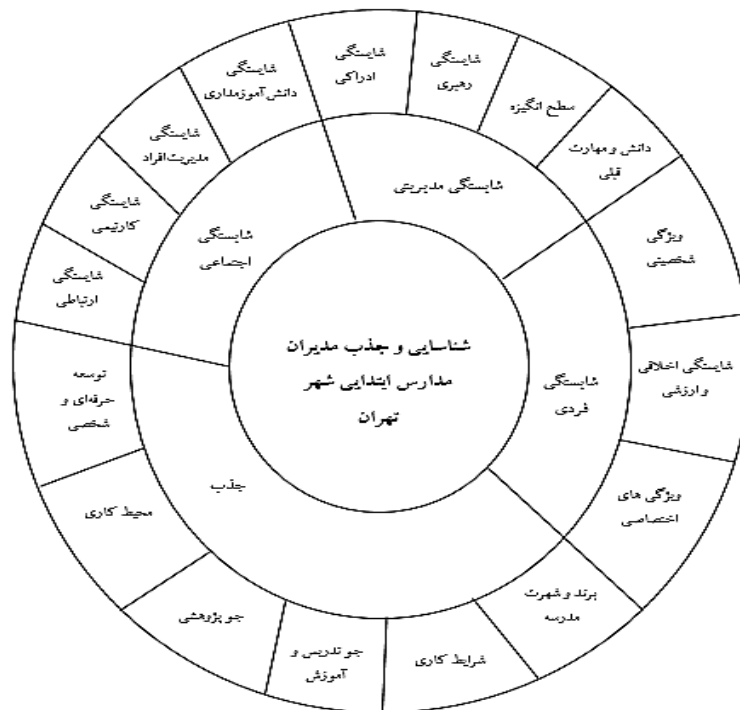 شناسایی و جذب مدیران
مدارس ابتدایی شهر
تهران
شایستگی مدیریتی
شایستگی
فردی
جذب
شایستگی
اجتماعی
شایستگی
ادراکی
شایستگی
رهبری
سطح انگیزه
دانش و مهارت
قبلی
ویژگی
شخصیتی
شایستگی اخلاقی
و ارزشی
ویژگی های
اختصاصی
برند و شهرت
مدرسه
شرایط کاری
جو تدریس و
آموزش
جو پژوهشی
محیط کاری
توسعه
حرفه‌ای و
شخصی
شایستگی
ارتباطی
شایستگی
کارتیمی
شایستگی
مدیریت‌افراد
شایستگی
دانش‌آموزمداری